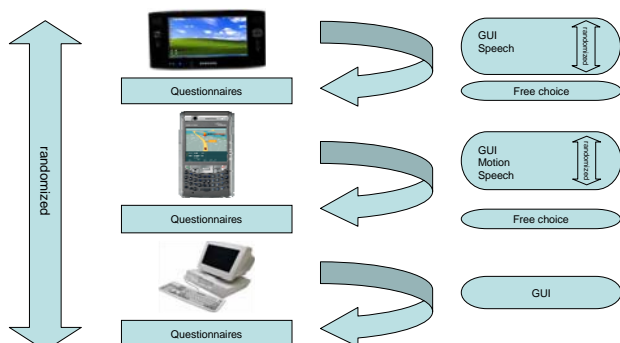 randomized
Questionnaires
GUI
Speech
randomized
Free choice
Questionnaires
GUI
Motion
Speech
randomized
Free choice
Questionnaires
GUI